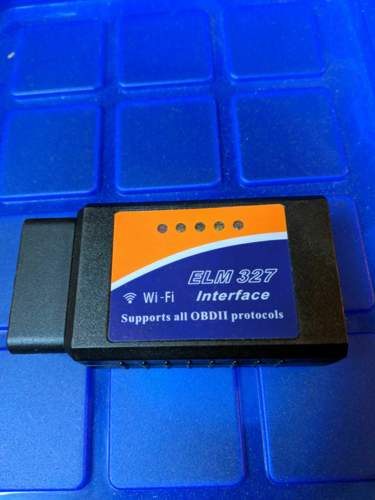 ELM 327
Wi-Fi Interface
Supports all OBDII protocols